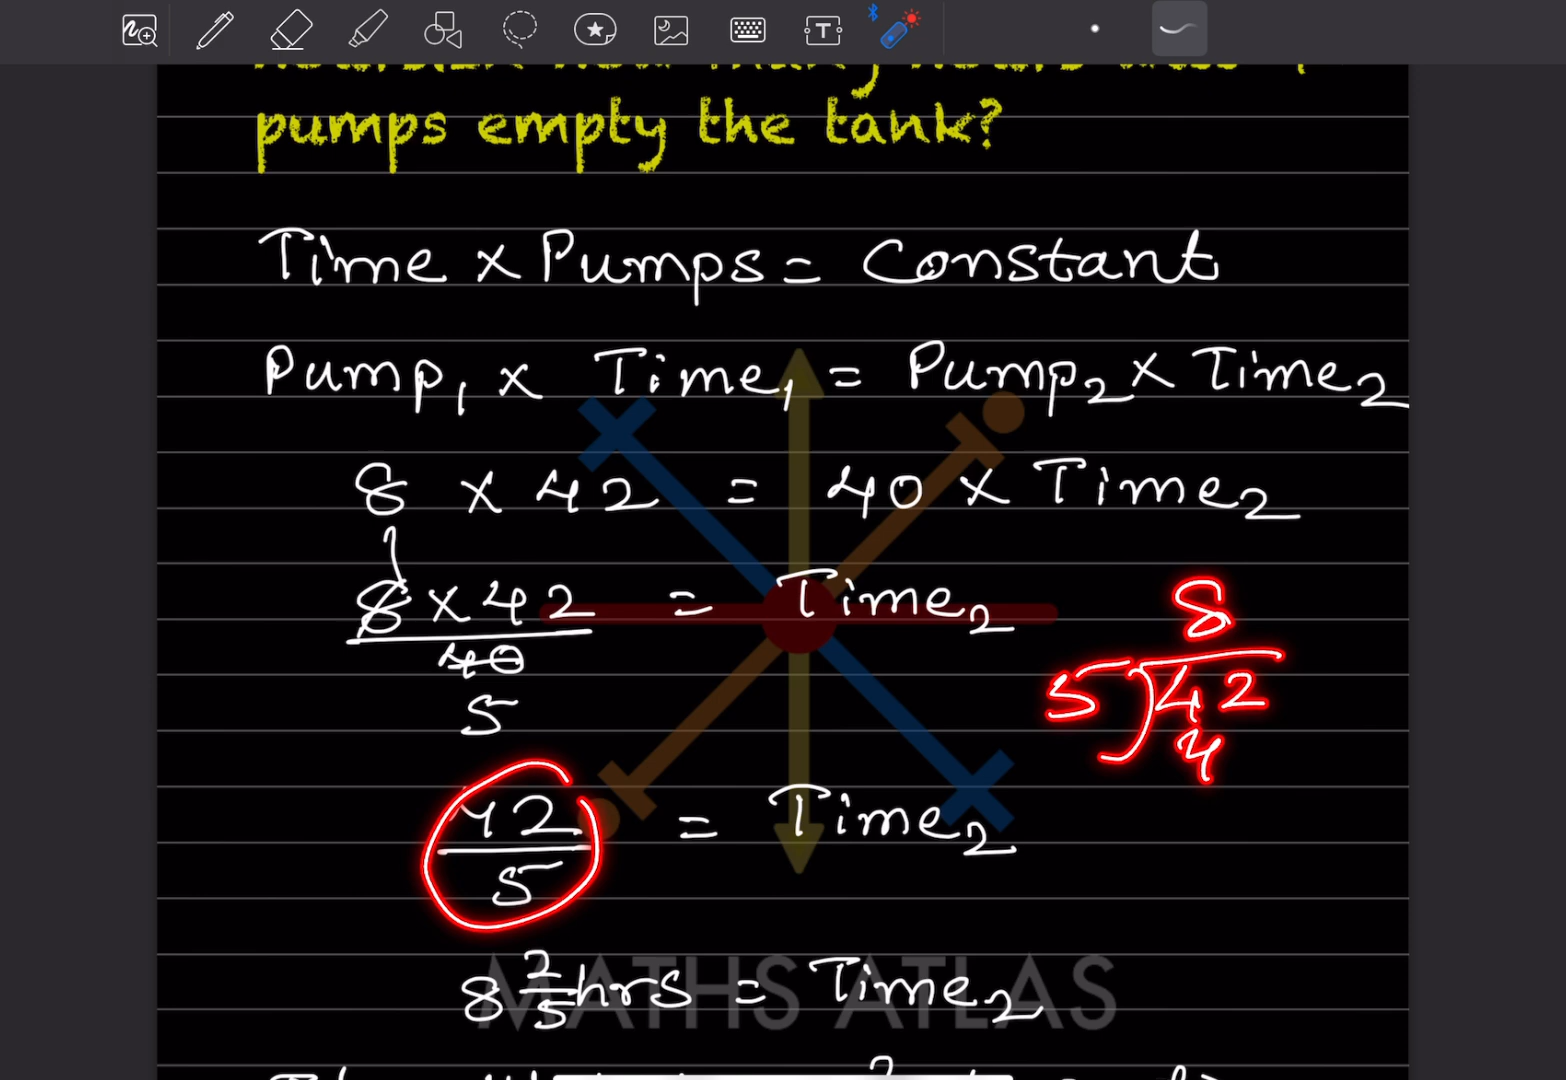 pumps empty the tank?
Time x Pumps = Constant
Pump₁ x Time₁ = Pump₂ x Time₂
8 x 42 = 40 x Time₂
1
8 x 42 = Time₂
40
5
8
5)42
4
42 = Time₂
5
8 2/5 hrs = Time₂
MATHS ATLAS